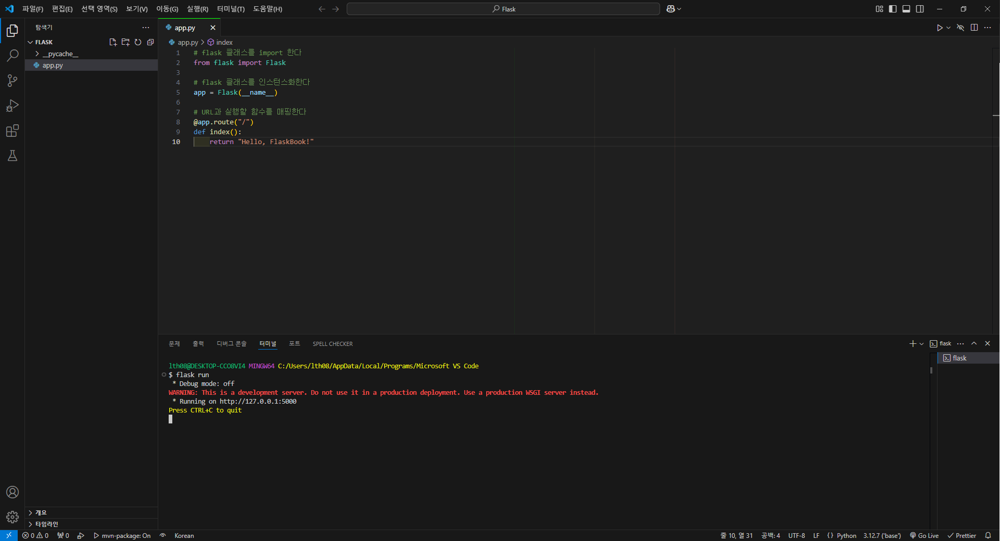 파일(F) 편집(E) 선택 영역(S) 보기(V) 이동(G) 실행(R) 터미널(T) 도움말(H)
Flask
탐색기
FLASK
__pycache__
app.py
app.py
app.py > index
1 # flask 클래스를 import 한다
2 from flask import Flask
3
4 # flask 클래스를 인스턴스화한다
5 app = Flask(__name__)
6
7 # URL과 실행할 함수를 매핑한다
8 @app.route("/")
9 def index():
10 return "Hello, FlaskBook!"
문제 출력 디버그 콘솔 터미널 포트 SPELL CHECKER
flask
flask
lth08@DESKTOP-CCO8VI4 MINGW64 C:/Users/lth08/AppData/Local/Programs/Microsoft VS Code
$ flask run
* Debug mode: off
WARNING: This is a development server. Do not use it in a production deployment. Use a production WSGI server instead.
* Running on http://127.0.0.1:5000
Press CTRL+C to quit
개요
타임라인
0 0 0 mvn-package: On Korean
줄 10, 열 31 공백: 4 UTF-8 LF {} Python 3.12.7 ('base') Go Live Prettier